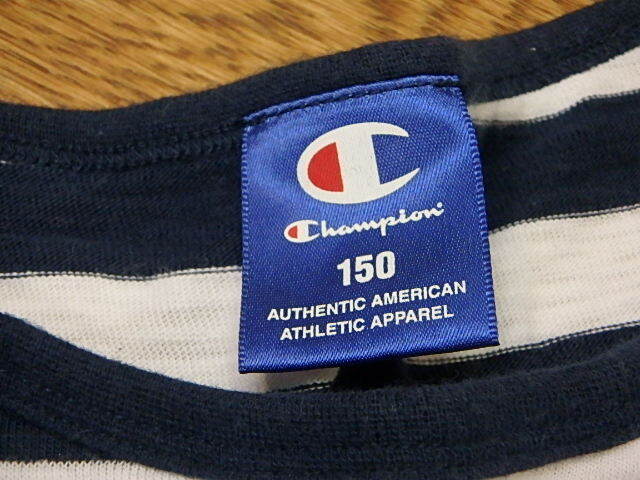 Champion
150
AUTHENTIC AMERICAN
ATHLETIC APPAREL